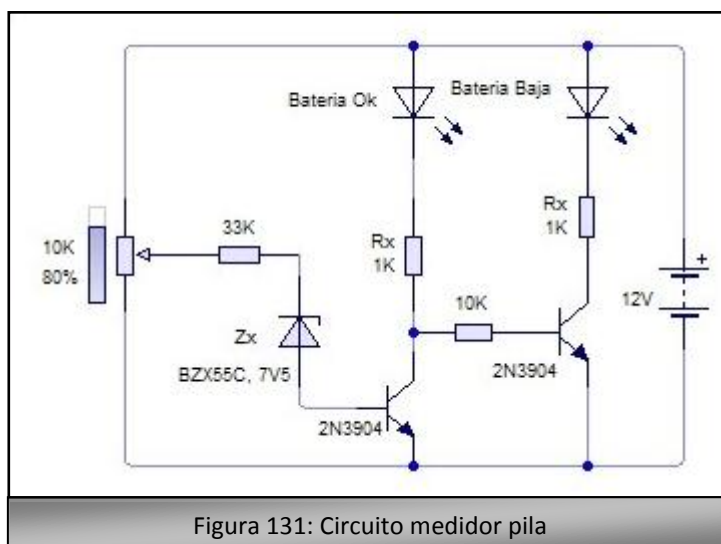 Bateria Ok
Bateria Baja
10K
80%
33K
Rx
1K
Rx
1K
Zx
BZX55C, 7V5
10K
2N3904
2N3904
12V
+
Figura 131: Circuito medidor pila